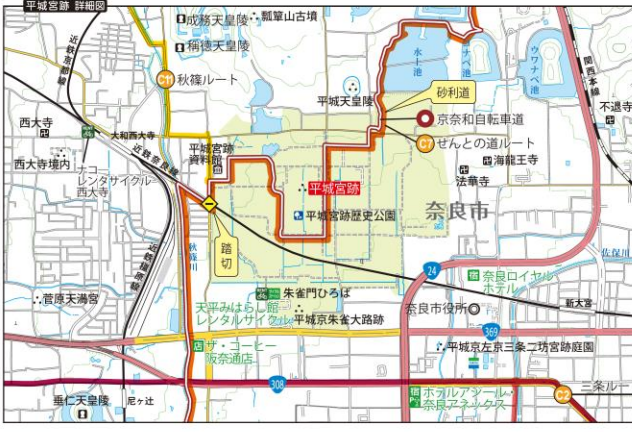 平城宮跡 詳細図
成務天皇陵
瓢箪山古墳
称徳天皇陵
近鉄京都線
C11
秋篠ルート
水上池
ウワナベ池
関西本線
平城天皇陵
砂利道
京奈和自転車道
不退寺
西大寺
大和西大寺
近鉄奈良線
平城宮跡
資料館
C7
せんとの道ルート
西大寺境内
ナコー
レンタサイクル
西大寺
海龍王寺
法華寺
平城宮跡
平城宮跡歴史公園
奈良市
踏切
秋篠川
近鉄橿原線
佐保川
24
奈良ロイヤル
ホテル
菅原天満宮
朱雀門ひろば
天平みはらし館
レンタルサイクル
平城京朱雀大路跡
奈良市役所
新大宮
369
平城京左京三条二坊宮跡庭園
ザ・コーヒー
阪奈通店
308
三条ルー
C2
ホテルアジール・
奈良アネックス
垂仁天皇陵
尼ヶ辻